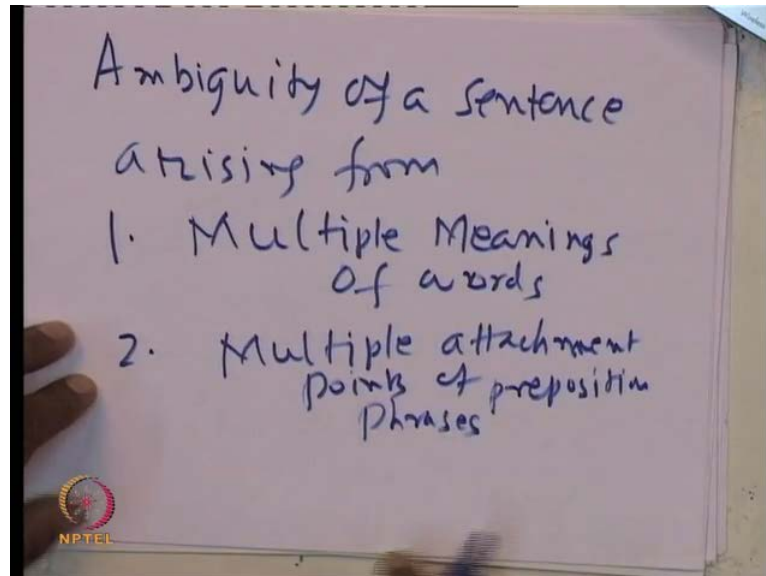 Ambiguity of a sentence
arising from
1. Multiple Meanings
of words
2. Multiple attachment
points of preposition
phrases
NPTEL